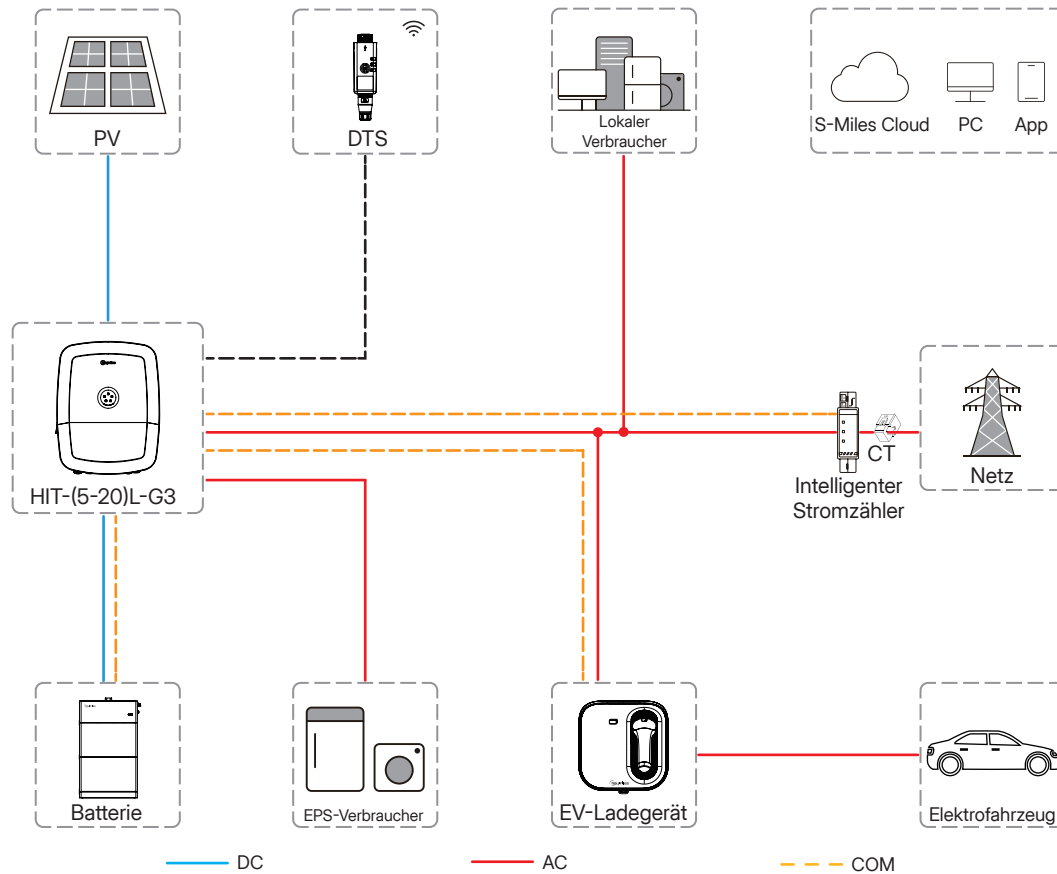 PV
DTS
Lokaler
Verbraucher
S-Miles Cloud
PC
App
HIT-(5-20)L-G3
CT
Intelligenter
Stromzähler
Netz
Batterie
EPS-Verbraucher
EV-Ladegerät
Elektrofahrzeug
DC
AC
COM